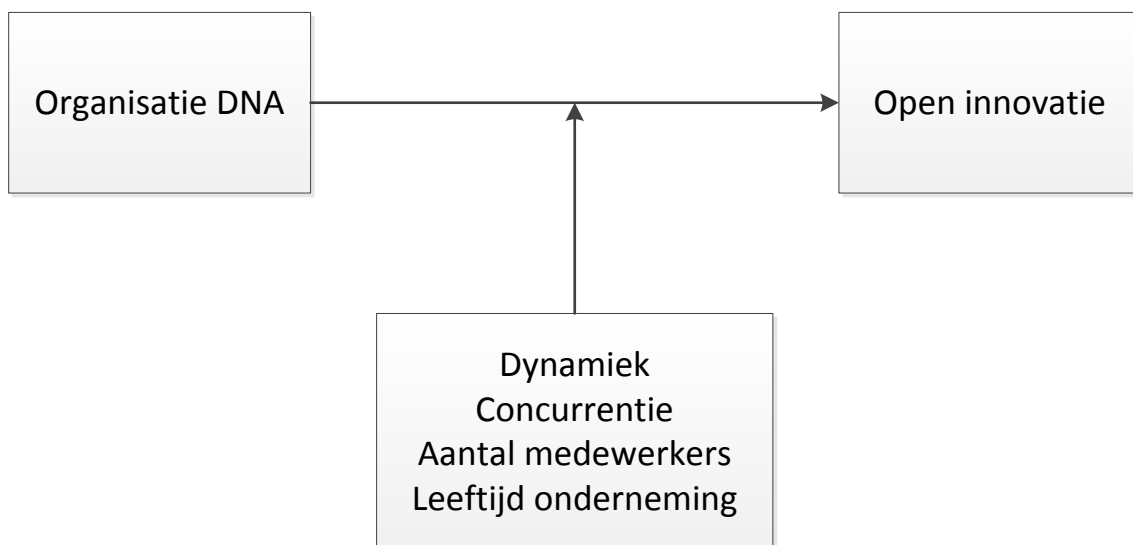 Organisatie DNA
Open innovatie
Dynamiek
Concurrentie
Aantal medewerkers
Leeftijd onderneming